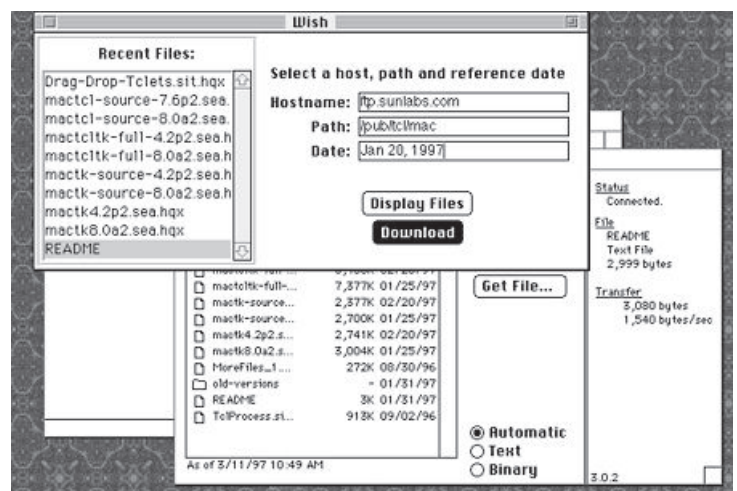 Wish
Recent Files:
Drag-Drop-Tclets.sit.hqx
mactcl-source-7.6p2.sea.
mactcl-source-8.0a2.sea.
mactcltk-full-4.2p2.sea.h
mactcltk-full-8.0a2.sea.h
mactk-source-4.2p2.sea.h
mactk-source-8.0a2.sea.h
mactk4.2p2.sea.hqx
mactk8.0a2.sea.hqx
README
Select a host, path and reference date
Hostname: ftp.sunlabs.com
Path: /pub/tcl/mac
Date: Jan 20, 1997
Display Files
Download
mactcltk-full-... 7,377K 01/25/97
mactk-source... 2,377K 02/20/97
mactk-source... 2,700K 01/25/97
mactk4.2p2.s... 2,741K 02/20/97
mactk8.0a2.s... 3,004K 01/25/97
MoreFiles_1.... 272K 08/30/96
old-versions - 01/31/97
README 3K 01/31/97
TclProcess.si... 913K 09/02/96
As of 3/11/97 10:49 AM
Get File...
Automatic
Text
Binary
Status
Connected.
File
README
Text File
2,999 bytes
Transfer
3,080 bytes
1,540 bytes/sec
3.0.2